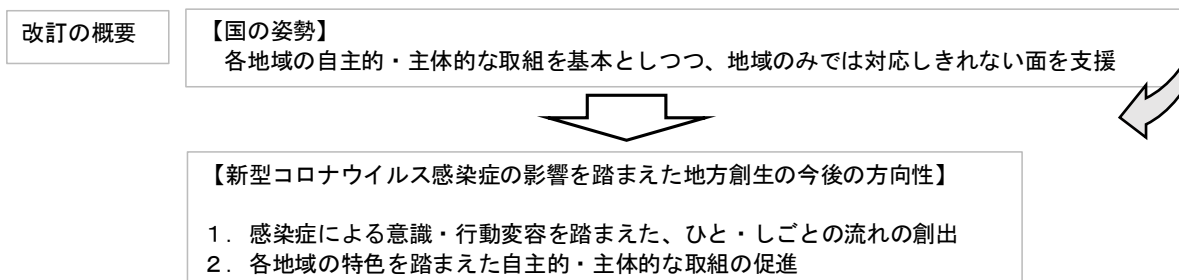 改訂の概要
【国の姿勢】
各地域の自主的・主体的な取組を基本としつつ、地域のみでは対応しきれない面を支援
【新型コロナウイルス感染症の影響を踏まえた地方創生の今後の方向性】
１．感染症による意識・行動変容を踏まえた、ひと・しごとの流れの創出
２．各地域の特色を踏まえた自主的・主体的な取組の促進